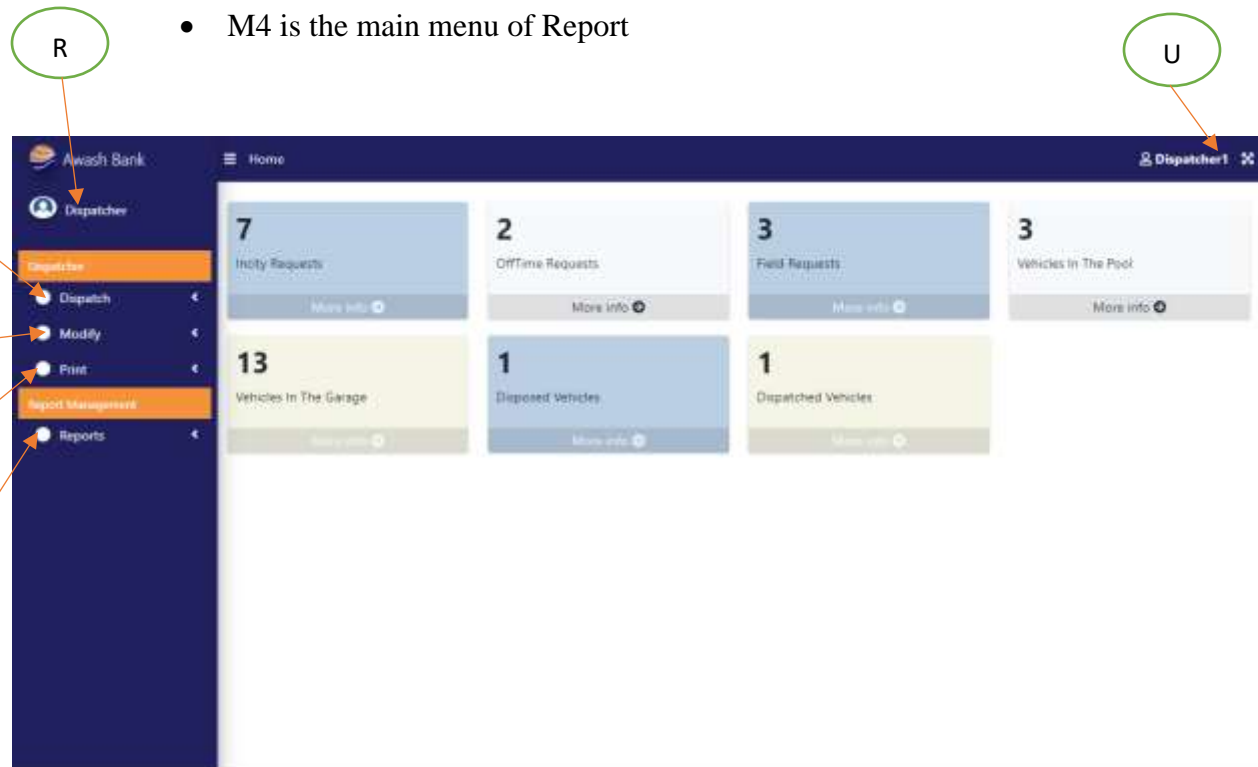 • M4 is the main menu of Report
R
U
Awash Bank
Home
Dispatcher1
Dispatcher
Dispatcher
Dispatch
Modify
Print
Report Management
Reports
7
Incity Requests
More info
2
OffTime Requests
More info
3
Field Requests
More info
3
Vehicles In The Pool
More info
13
Vehicles In The Garage
More info
1
Disposed Vehicles
More info
1
Dispatched Vehicles
More info